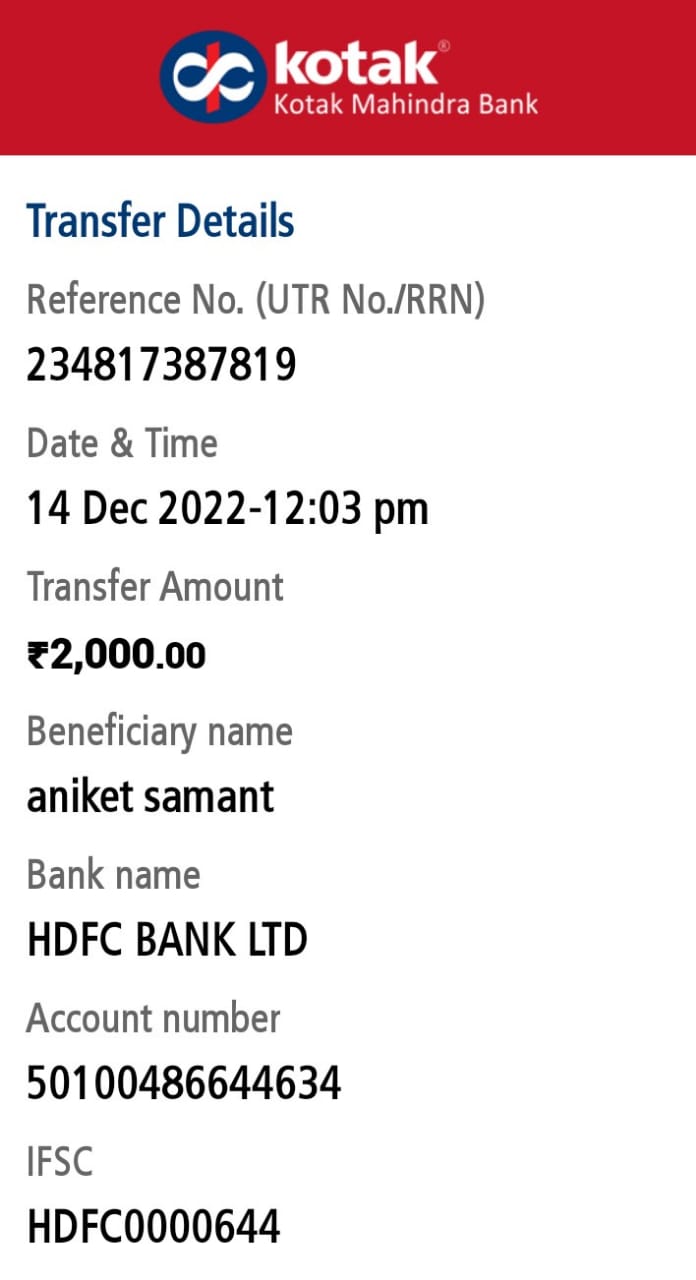 kotak®
Kotak Mahindra Bank
Transfer Details
Reference No. (UTR No./RRN)
234817387819
Date & Time
14 Dec 2022-12:03 pm
Transfer Amount
₹2,000.00
Beneficiary name
aniket samant
Bank name
HDFC BANK LTD
Account number
50100486644634
IFSC
HDFC0000644